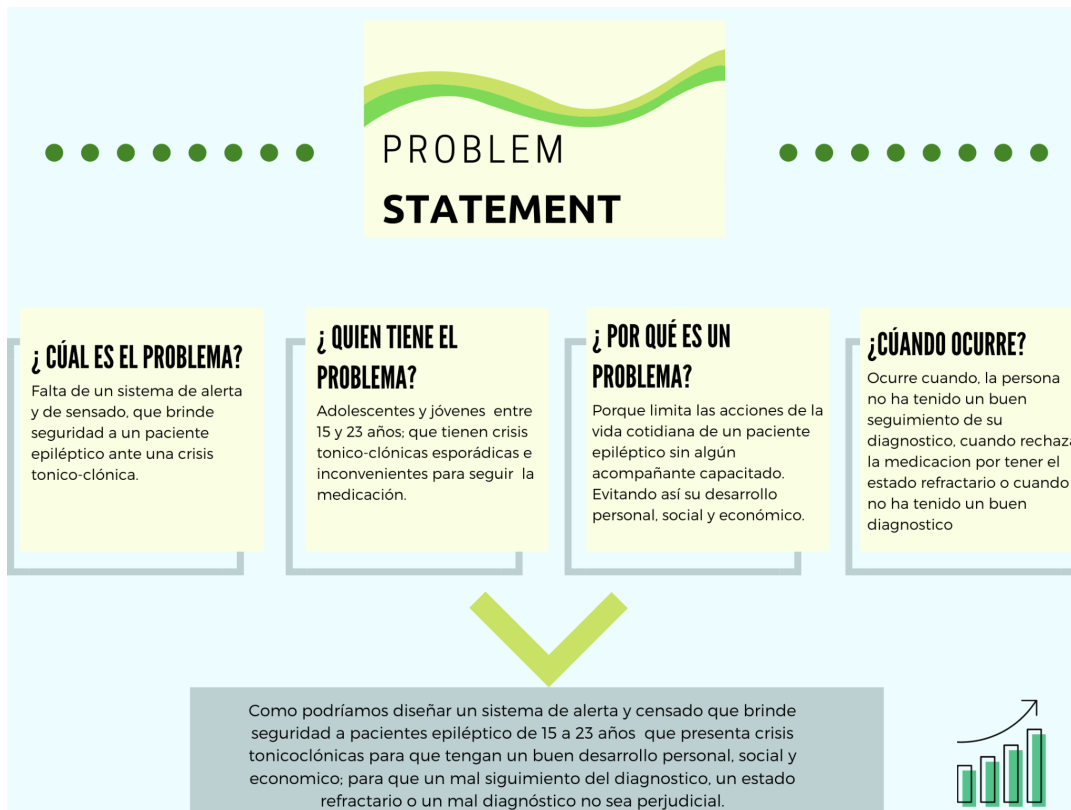 PROBLEM
STATEMENT
¿ CÚAL ES EL PROBLEMA?
Falta de un sistema de alerta
y de sensado, que brinde
seguridad a un paciente
epiléptico ante una crisis
tonico-clónica.
¿ QUIEN TIENE EL
PROBLEMA?
Adolescentes y jóvenes entre
15 y 23 años; que tienen crisis
tonico-clónicas esporádicas e
inconvenientes para seguir la
medicación.
¿ POR QUÉ ES UN
PROBLEMA?
Porque limita las acciones de la
vida cotidiana de un paciente
epiléptico sin algún
acompañante capacitado.
Evitando así su desarrollo
personal, social y económico.
¿CÚANDO OCURRE?
Ocurre cuando, la persona
no ha tenido un buen
seguimiento de su
diagnostico, cuando rechaza
la medicacion por tener el
estado refractario o cuando
no ha tenido un buen
diagnostico
Como podríamos diseñar un sistema de alerta y censado que brinde
seguridad a pacientes epiléptico de 15 a 23 años que presenta crisis
tonicoclónicas para que tengan un buen desarrollo personal, social y
economico; para que un mal siguimiento del diagnostico, un estado
refractario o un mal diagnóstico no sea perjudicial.